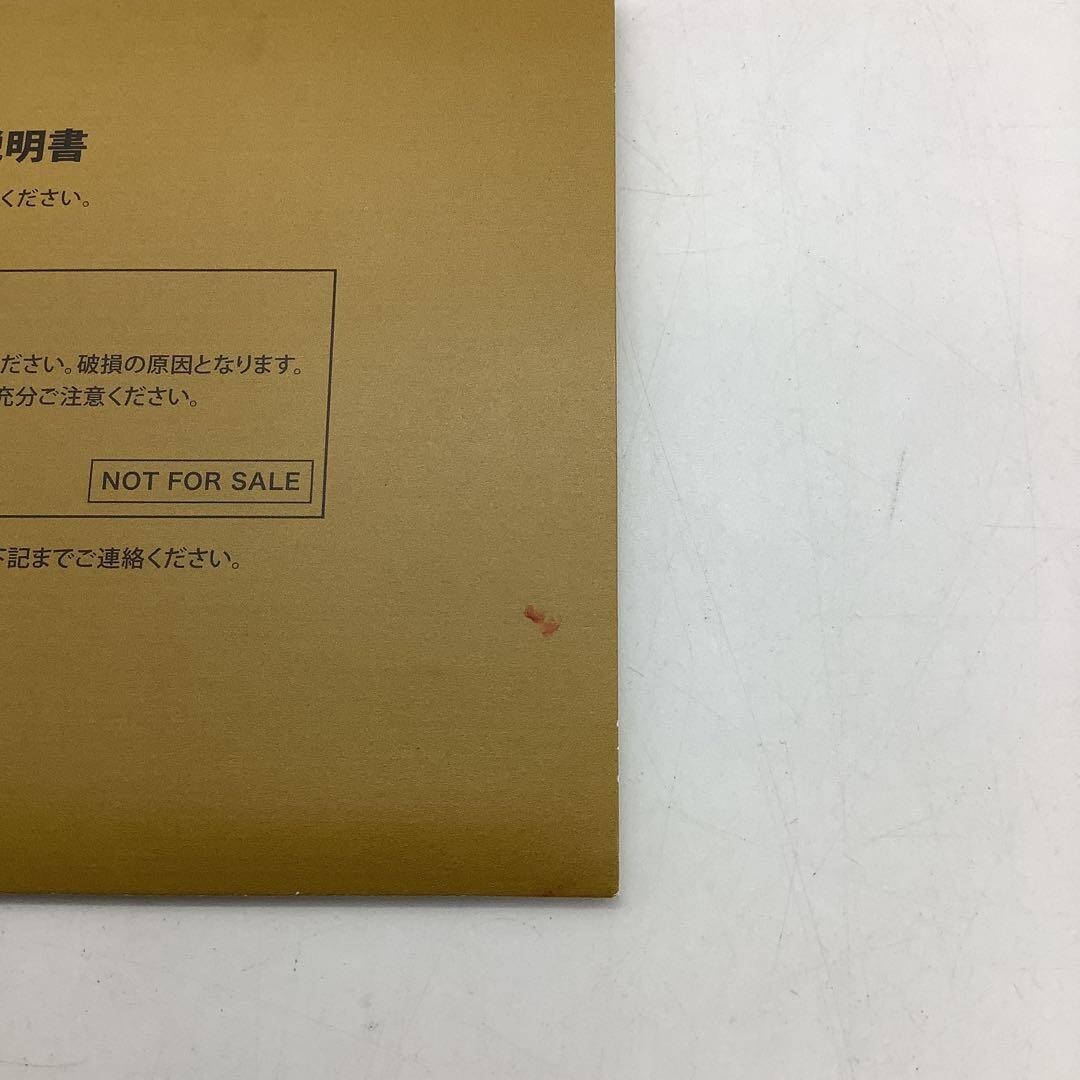 説明書
ください。
ださい。破損の原因となります。
充分ご注意ください。
NOT FOR SALE
下記までご連絡ください。